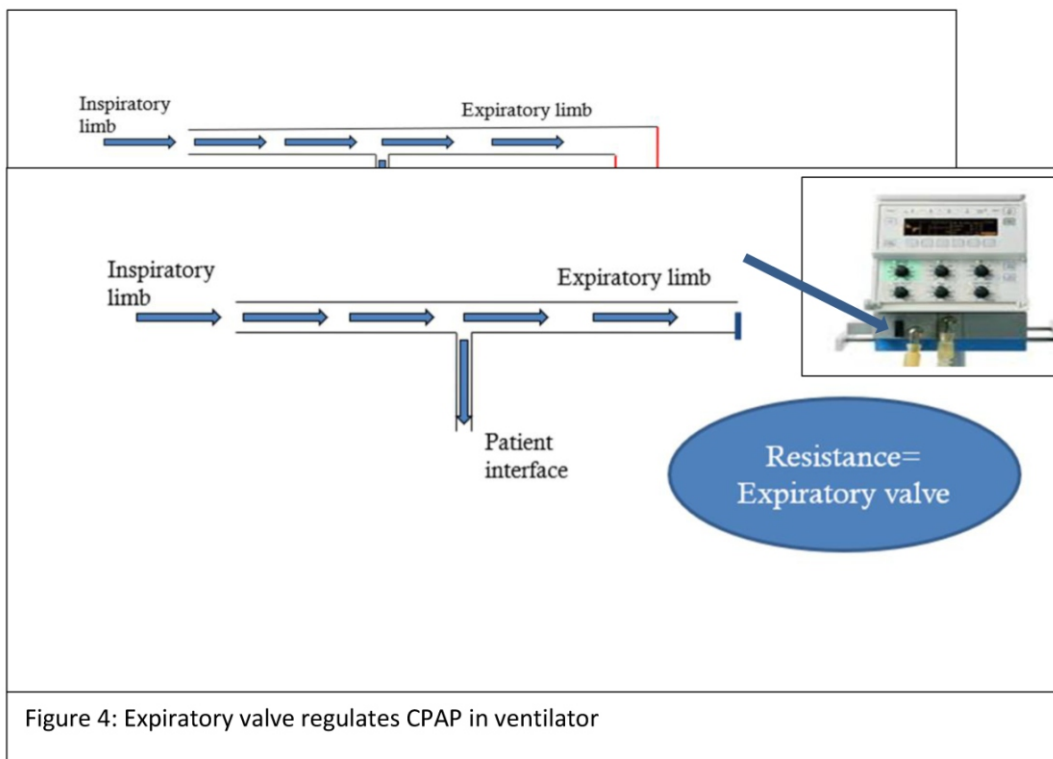 Inspiratory
limb
Expiratory limb
Inspiratory
limb
Expiratory limb
Patient
interface
Resistance=
Expiratory valve
Figure 4: Expiratory valve regulates CPAP in ventilator